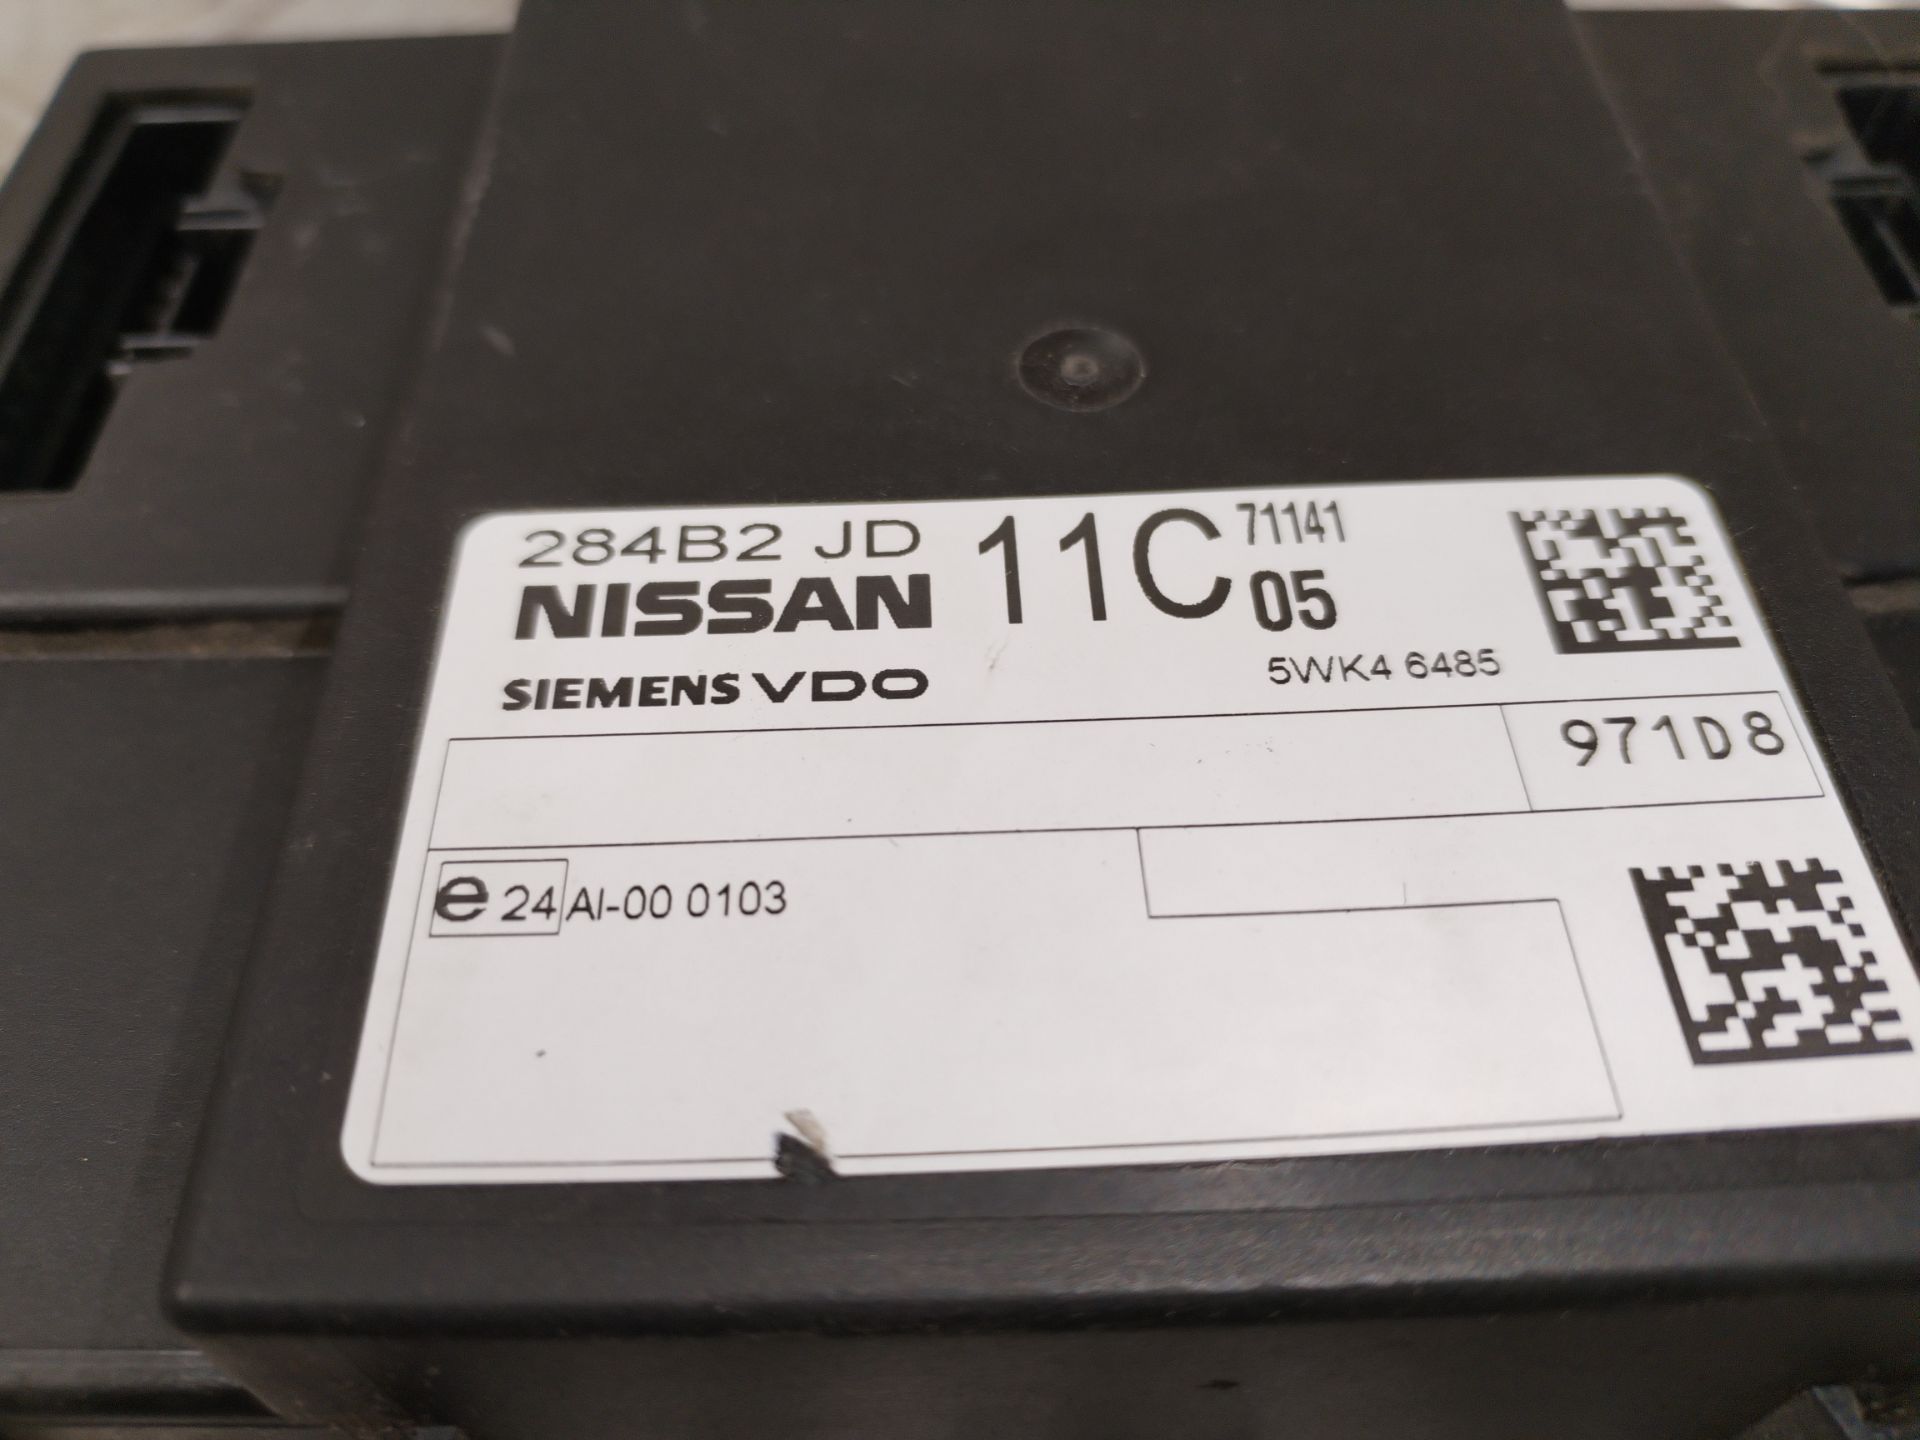 284B2 JD 11C 71141
NISSAN 05
SIEMENS VDO 5WK4 6485
971D8
e 24 AI-00 0103